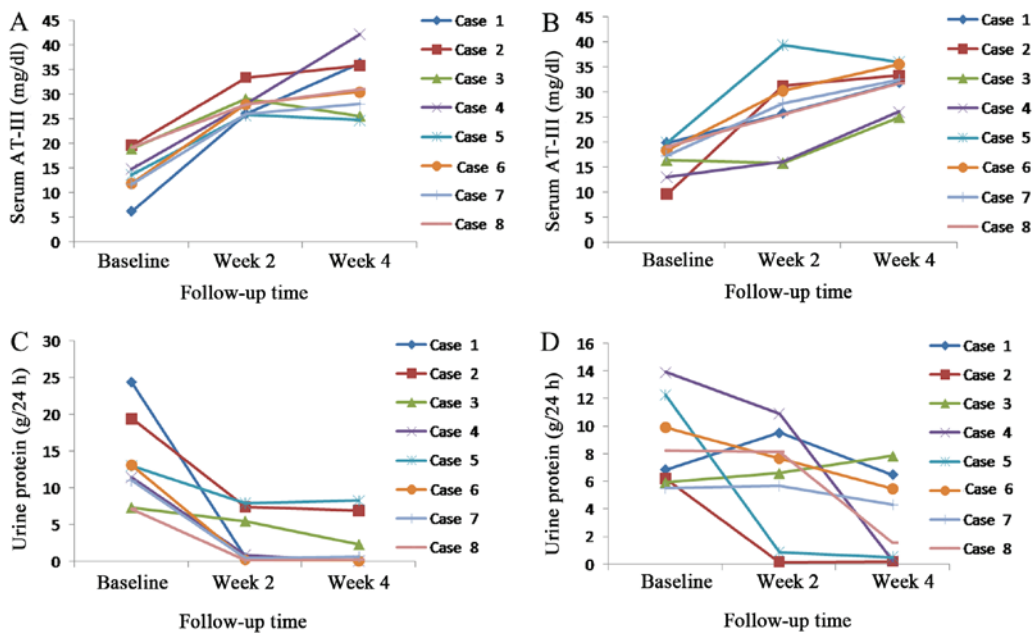 A
Serum AT-III (mg/dl)
45
40
35
30
25
20
15
10
5
0
Baseline Week 2 Week 4
Follow-up time
Case 1
Case 2
Case 3
Case 4
Case 5
Case 6
Case 7
Case 8
B
Serum AT-III (mg/dl)
45
40
35
30
25
20
15
10
5
0
Baseline Week 2 Week 4
Follow-up time
Case 1
Case 2
Case 3
Case 4
Case 5
Case 6
Case 7
Case 8
C
Urine protein (g/24 h)
30
25
20
15
10
5
0
Baseline Week 2 Week 4
Follow-up time
Case 1
Case 2
Case 3
Case 4
Case 5
Case 6
Case 7
Case 8
D
Urine protein (g/24 h)
16
14
12
10
8
6
4
2
0
Baseline Week 2 Week 4
Follow-up time
Case 1
Case 2
Case 3
Case 4
Case 5
Case 6
Case 7
Case 8